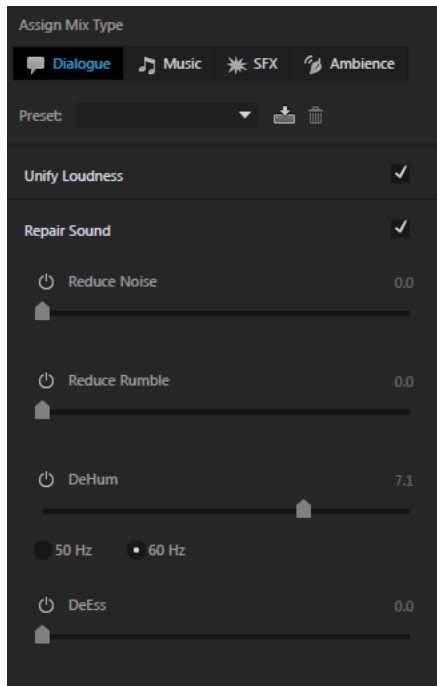 Assign Mix Type
Dialogue Music SFX Ambience
Preset:
Unify Loudness
Repair Sound
Reduce Noise 0.0
Reduce Rumble 0.0
DeHum 7.1
50 Hz 60 Hz
DeEss 0.0